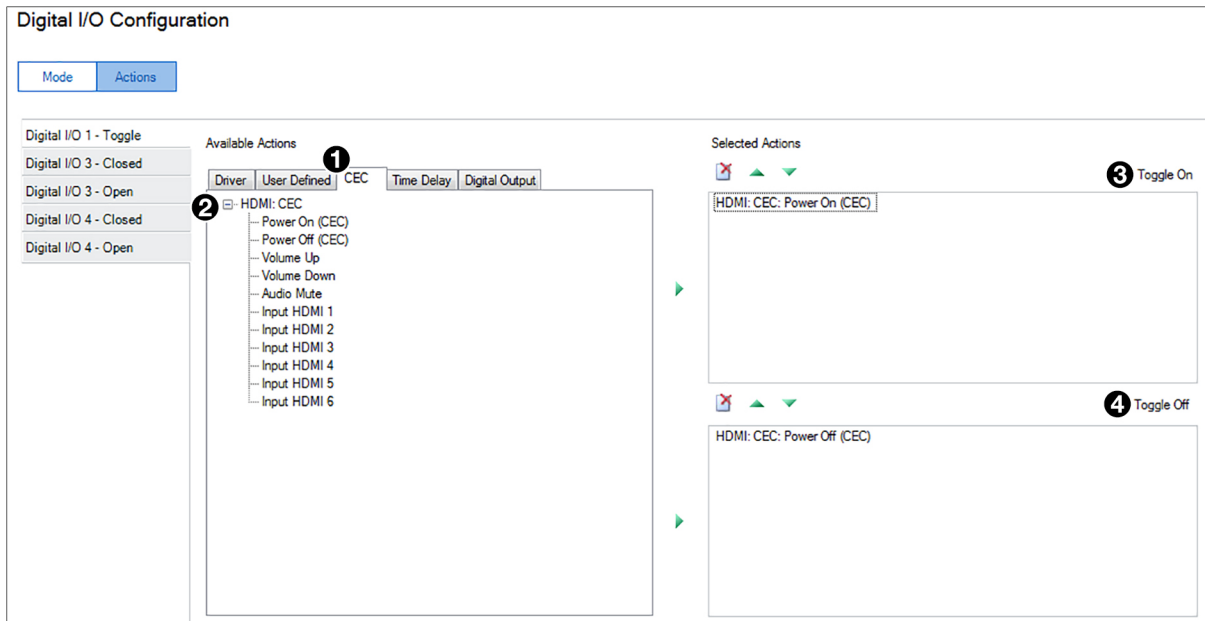 Digital I/O Configuration
Mode Actions
Digital I/O 1 - Toggle
Digital I/O 3 - Closed
Digital I/O 3 - Open
Digital I/O 4 - Closed
Digital I/O 4 - Open
Available Actions
1
Driver User Defined CEC Time Delay Digital Output
2 HDMI: CEC
Power On (CEC)
Power Off (CEC)
Volume Up
Volume Down
Audio Mute
Input HDMI 1
Input HDMI 2
Input HDMI 3
Input HDMI 4
Input HDMI 5
Input HDMI 6
Selected Actions
3 Toggle On
HDMI: CEC: Power On (CEC)
4 Toggle Off
HDMI: CEC: Power Off (CEC)